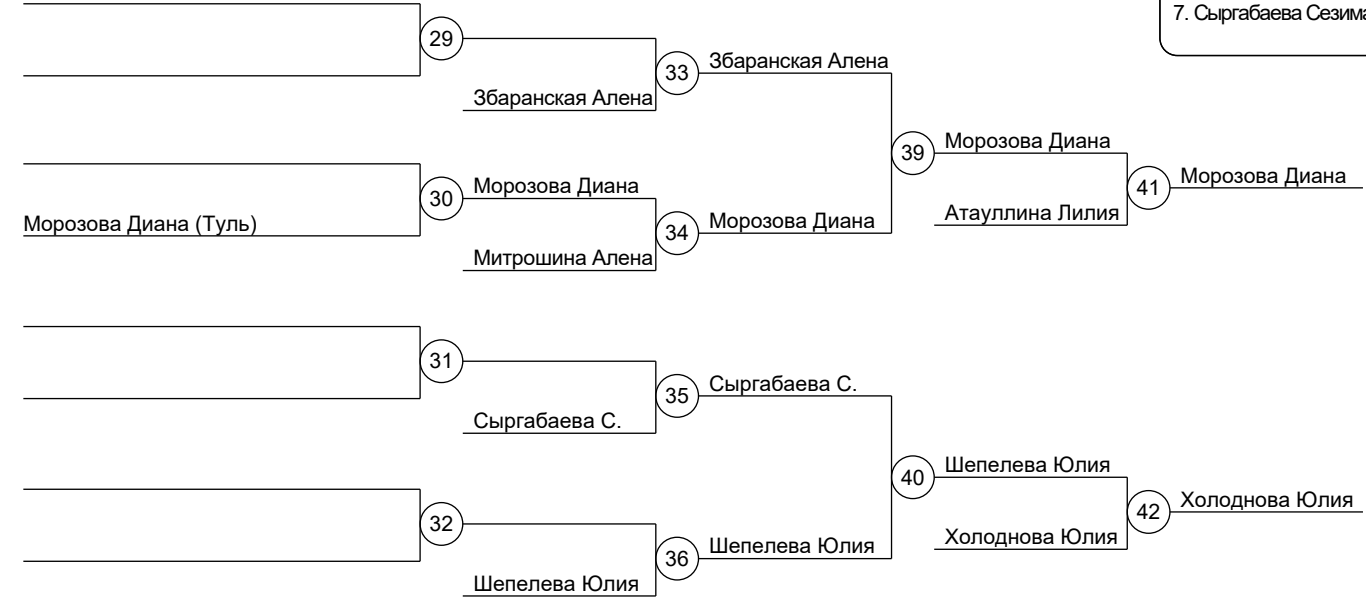 7. Сыргабаева Сезима
29
33
Збаранская Алена
Збаранская Алена
39
Морозова Диана
30
Морозова Диана
41
Морозова Диана
Морозова Диана (Туль)
34
Морозова Диана
Атауллина Лилия
Митрошина Алена
31
35
Сыргабаева С.
Сыргабаева С.
40
Шепелева Юлия
32
42
Холоднова Юлия
36
Шепелева Юлия
Холоднова Юлия
Шепелева Юлия